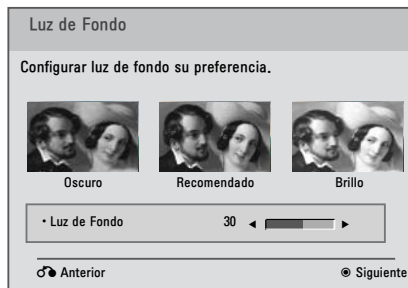 Luz de Fondo
Configurar luz de fondo su preferencia.
Oscuro Recomendado Brillo
• Luz de Fondo 30
Anterior Siguiente